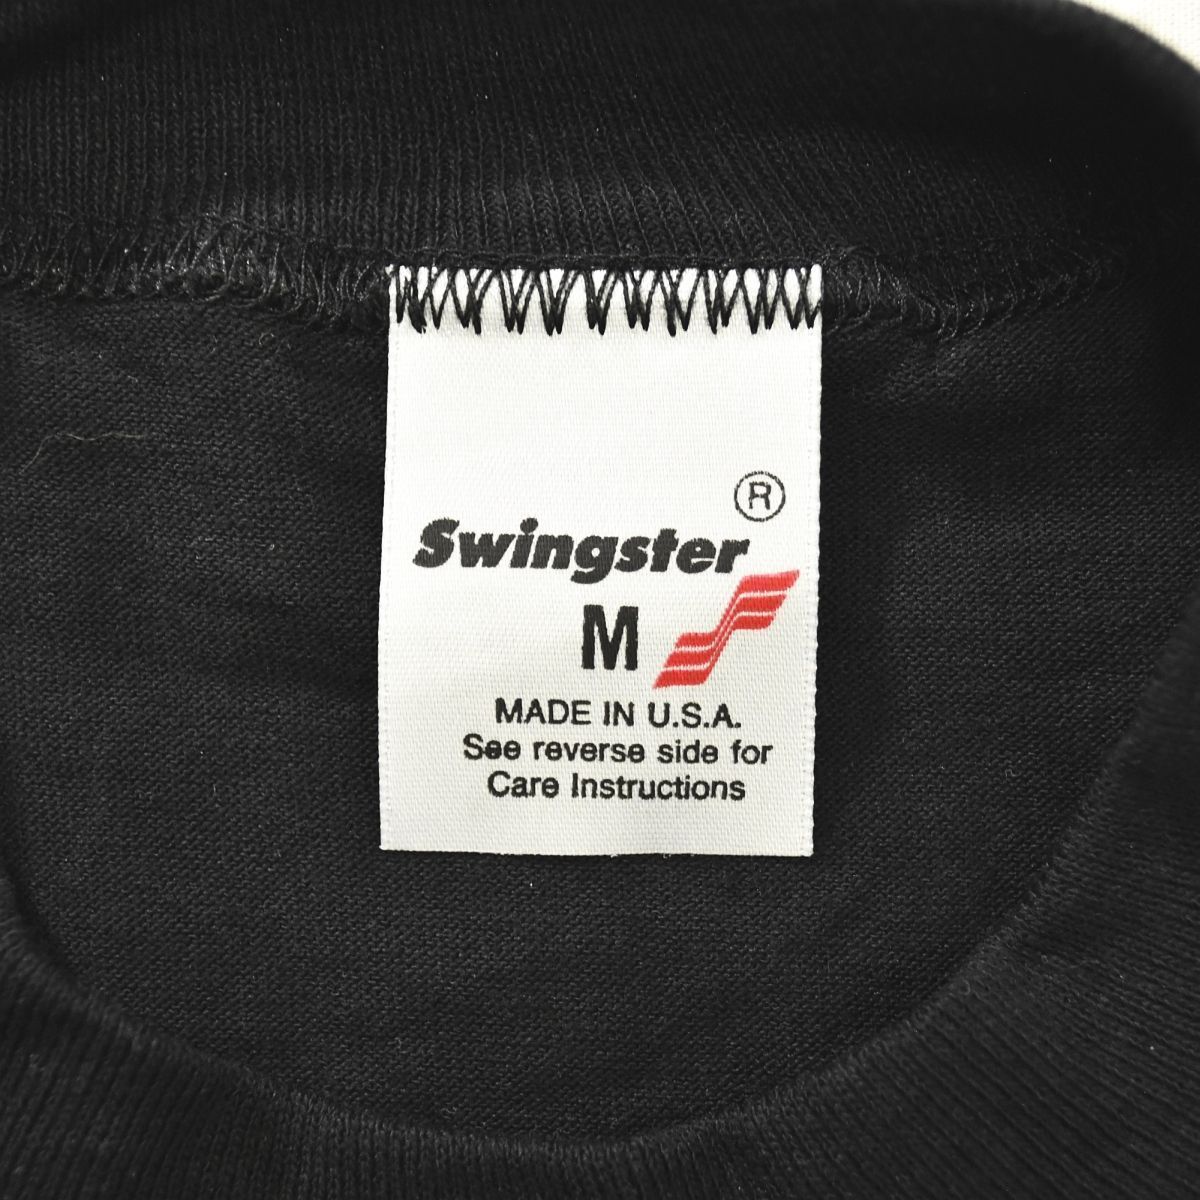 ®
Swingster
M
MADE IN U.S.A.
See reverse side for
Care Instructions